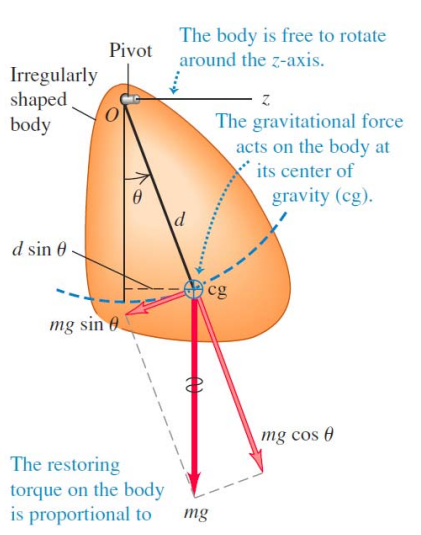 The body is free to rotate
around the z-axis.
Pivot
Irregularly
shaped
body
O
z
The gravitational force
acts on the body at
its center of
gravity (cg).
θ
d
d sin θ
cg
mg sin θ
mg cos θ
The restoring
torque on the body
is proportional to
mg